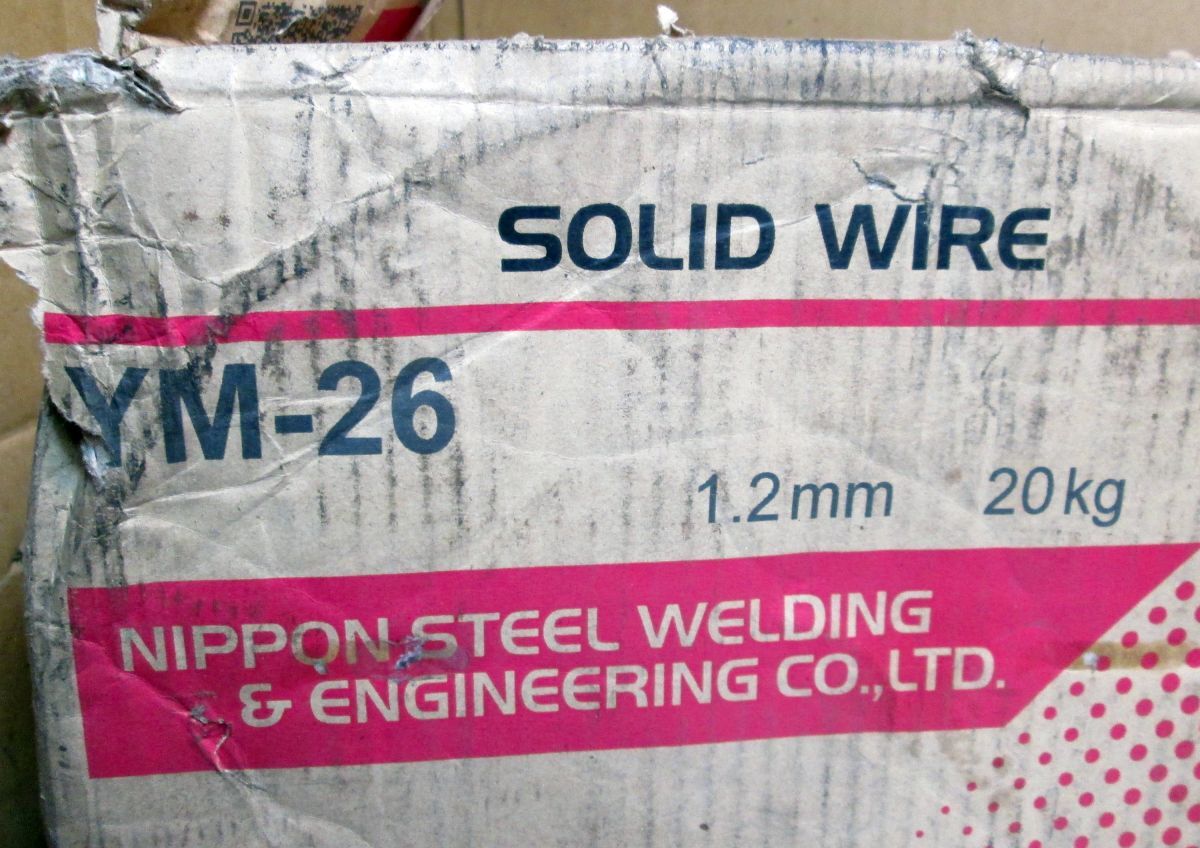 SOLID WIRE
YM-26
1.2mm 20kg
NIPPON STEEL WELDING
& ENGINEERING CO.,LTD.